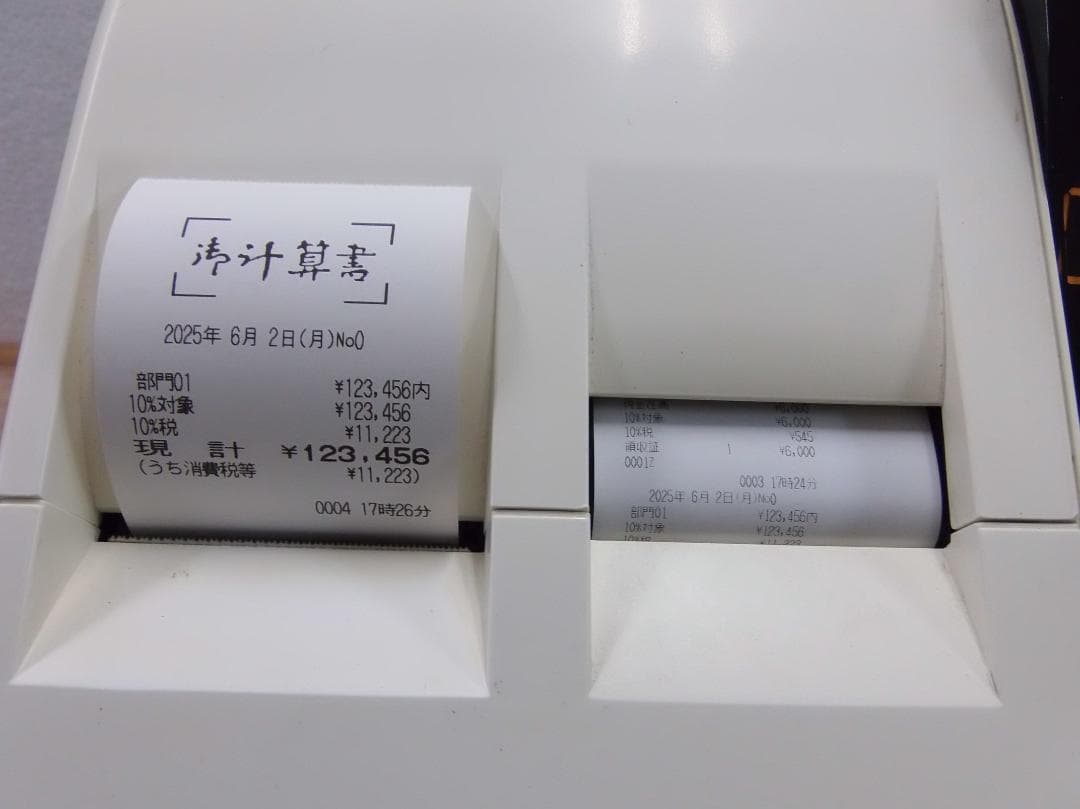 御計算書
2025年 6月 2日(月)No0
部門01 ¥123,456内
10%対象 ¥123,456
10%税 ¥11,223
現 計 ¥123,456
(うち消費税等 ¥11,223)
0004 17時26分
¥6,000
10%対象 ¥6,000
10%税 ¥545
領収証 1 ¥6,000
0001Z
0003 17時24分
2025年 6月 2日(月)No0
部門01 ¥123,456内
10%対象 ¥123,456